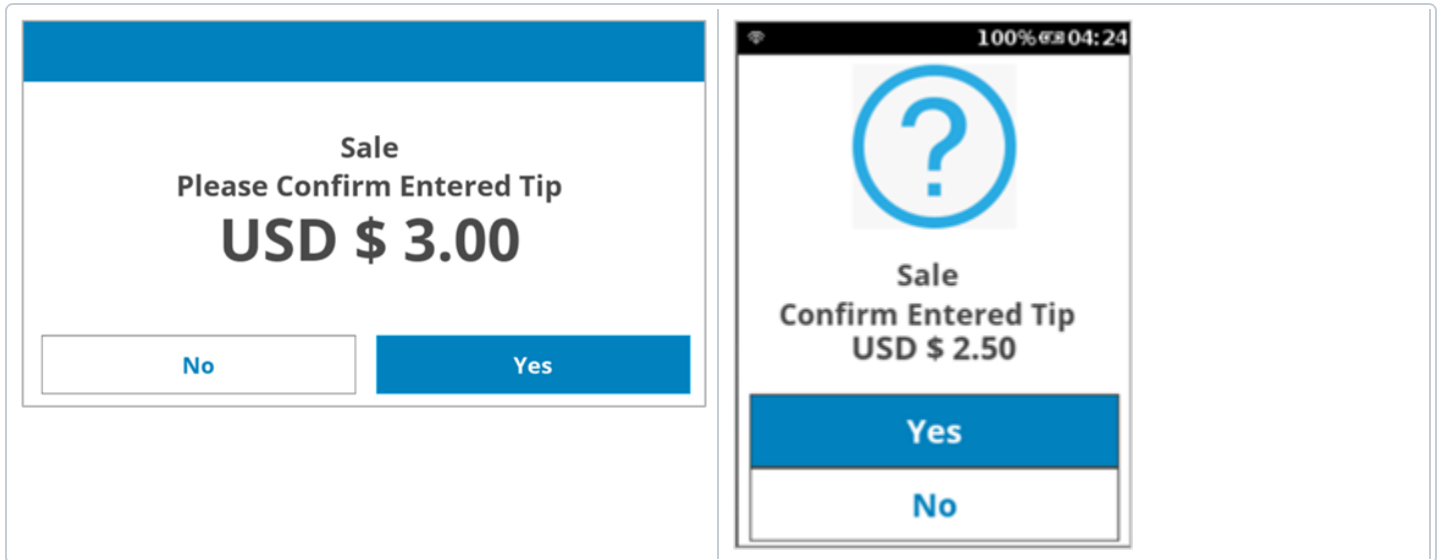 Sale
Please Confirm Entered Tip
USD $ 3.00
No
Yes
100% 04:24
?
Sale
Confirm Entered Tip
USD $ 2.50
Yes
No